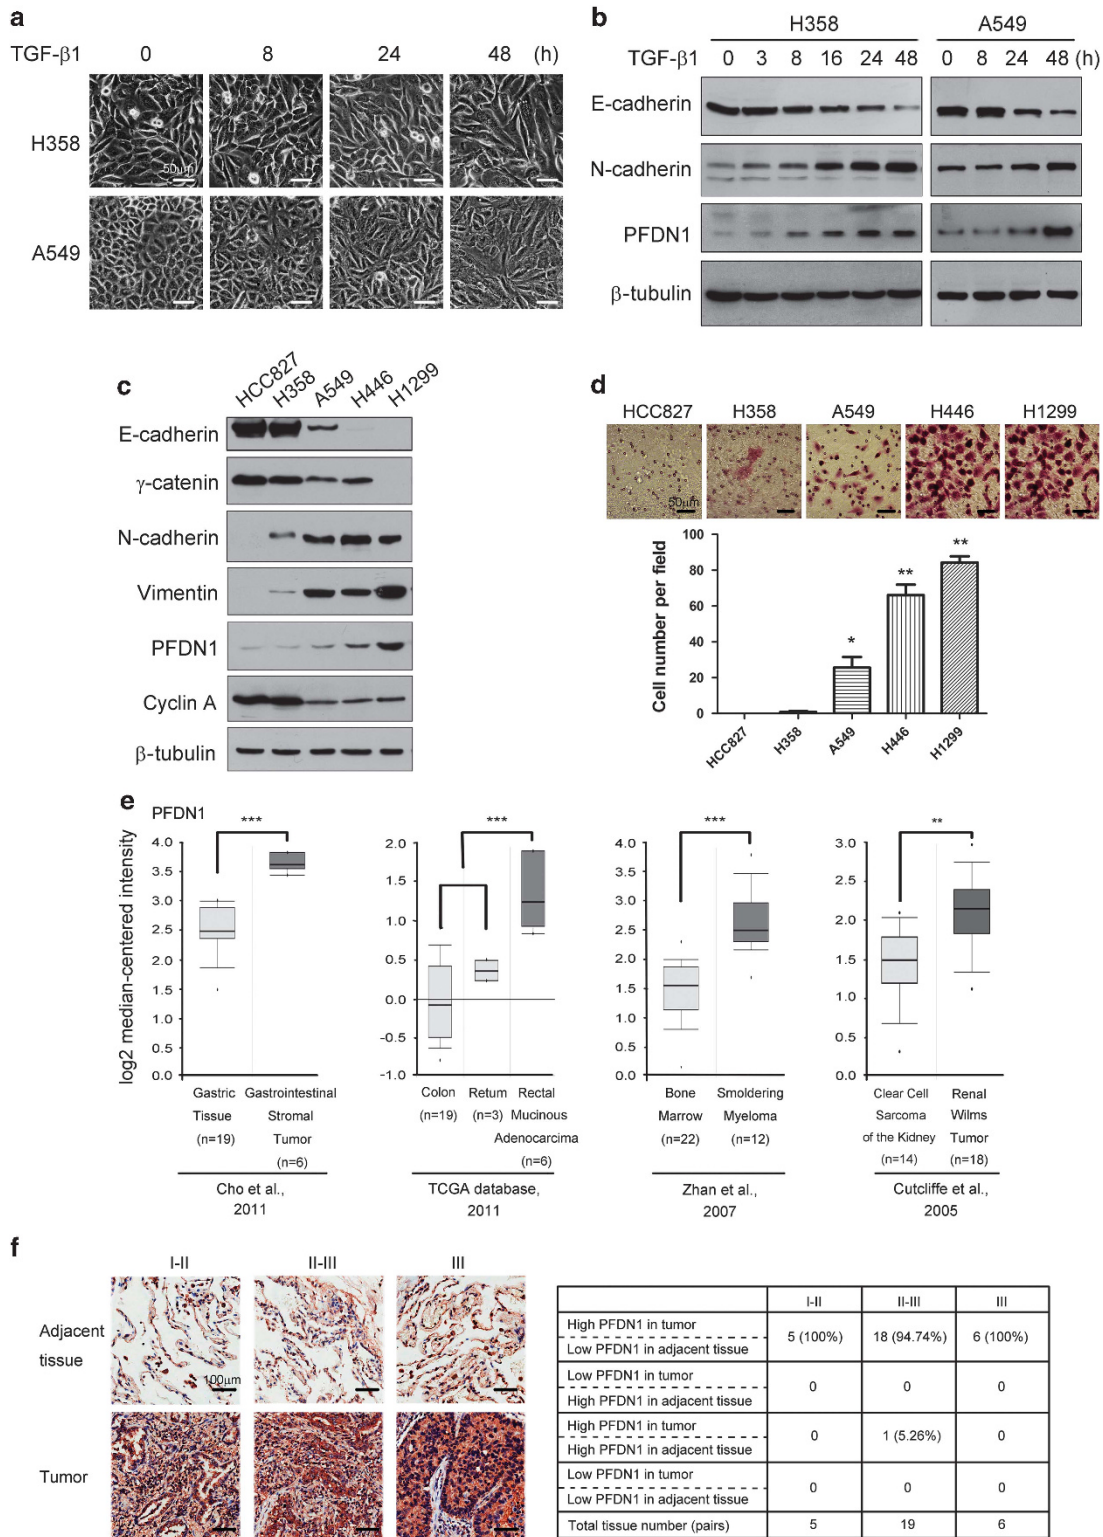 a
TGF-β1 0 8 24 48 (h)
H358
50μm
A549
b
H358 A549
TGF-β1 0 3 8 16 24 48 0 8 24 48 (h)
E-cadherin
N-cadherin
PFDN1
β-tubulin
c
HCC827 H358 A549 H446 H1299
E-cadherin
γ-catenin
N-cadherin
Vimentin
PFDN1
Cyclin A
β-tubulin
d
HCC827 H358 A549 H446 H1299
50μm
Cell number per field
100
80
60
40
20
0
* ** **
HCC827 H358 A549 H446 H1299
e
PFDN1
log2 median-centered intensity
***
4.0
3.5
3.0
2.5
2.0
1.5
1.0
0.5
0.0
Gastric
Tissue
(n=19)
Gastrointestinal
Stromal
Tumor
(n=6)
Cho et al.,
2011
***
2.0
1.5
1.0
0.5
0.0
-0.5
-1.0
Colon
(n=19)
Retum
(n=3)
Rectal
Mucinous
Adenocarcima
(n=6)
TCGA database,
2011
***
4.0
3.5
3.0
2.5
2.0
1.5
1.0
0.5
0.0
Bone
Marrow
(n=22)
Smoldering
Myeloma
(n=12)
Zhan et al.,
2007
**
3.0
2.5
2.0
1.5
1.0
0.5
0.0
Clear Cell
Sarcoma
of the Kidney
(n=14)
Renal
Wilms
Tumor
(n=18)
Cutcliffe et al.,
2005
f
I-II II-III III
Adjacent
tissue
100μm
Tumor
I-II II-III III
High PFDN1 in tumor
Low PFDN1 in adjacent tissue
5 (100%) 18 (94.74%) 6 (100%)
Low PFDN1 in tumor
High PFDN1 in adjacent tissue
0 0 0
High PFDN1 in tumor
High PFDN1 in adjacent tissue
0 1 (5.26%) 0
Low PFDN1 in tumor
Low PFDN1 in adjacent tissue
0 0 0
Total tissue number (pairs) 5 19 6